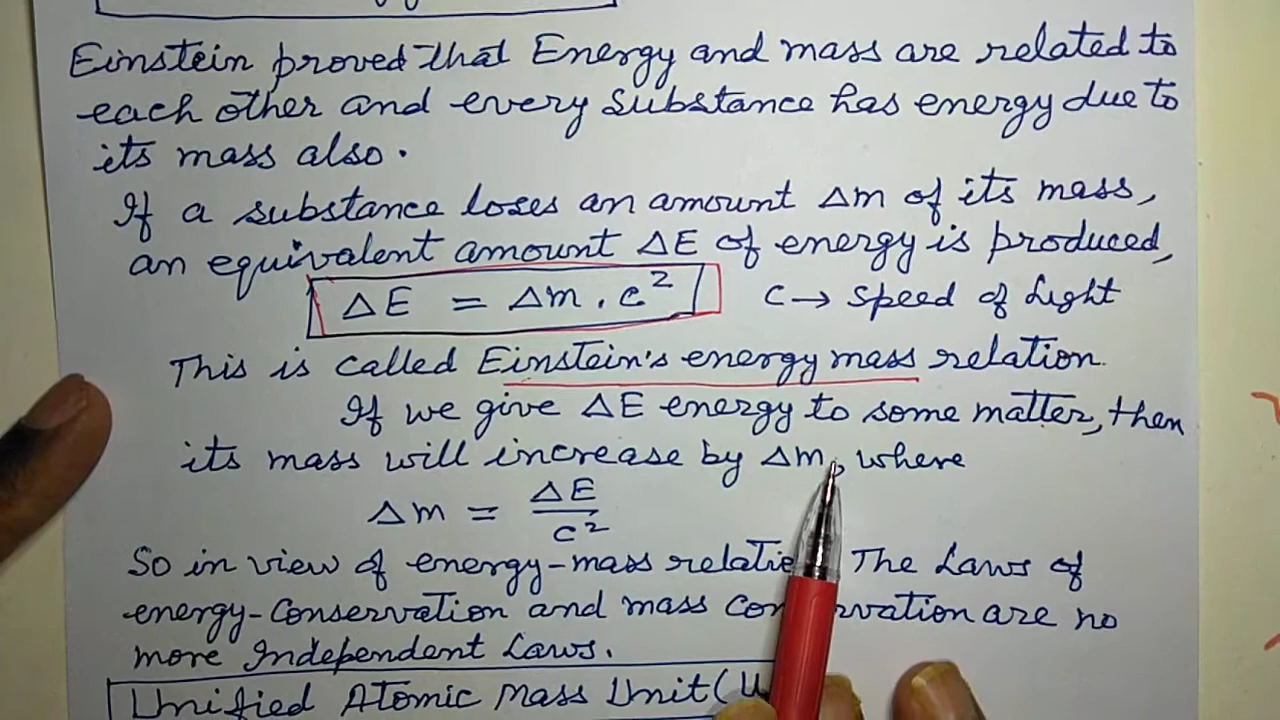 Einstein proved that Energy and mass are related to
each other and every substance has energy due to
its mass also.
If a substance loses an amount Δm of its mass,
an equivalent amount ΔE of energy is produced,
ΔE = Δm . c² c → Speed of Light
This is called Einstein's energy mass relation.
If we give ΔE energy to some matter, then
its mass will increase by Δm, where
Δm = ΔE/c²
So in view of energy-mass The Laws of
energy-Conservation and mass are no
more Independent Laws.
Unified Atomic Mass Unit (U